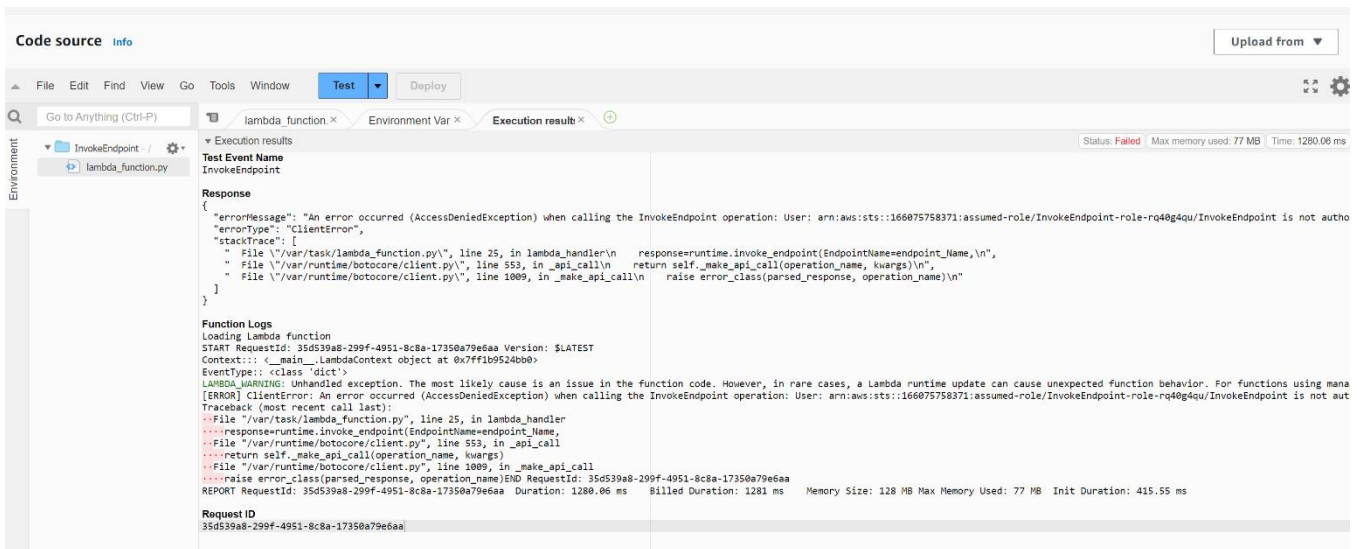 Code source Info
Upload from ▼
File Edit Find View Go Tools Window Test Deploy
Go to Anything (Ctrl-P)
lambda_function.× Environment Var × Execution results ×
Environment
InvokeEndpoint - /
lambda_function.py
▼ Execution results
Status: Failed Max memory used: 77 MB Time: 1280.06 ms
Test Event Name
InvokeEndpoint
Response
{
"errorMessage": "An error occurred (AccessDeniedException) when calling the InvokeEndpoint operation: User: arn:aws:sts::166075758371:assumed-role/InvokeEndpoint-role-rq40g4qu/InvokeEndpoint is not autho
"errorType": "ClientError",
"stackTrace": [
"  File \"/var/task/lambda_function.py\", line 25, in lambda_handler\n    response=runtime.invoke_endpoint(EndpointName=endpoint_Name,\n",
"  File \"/var/runtime/botocore/client.py\", line 553, in _api_call\n    return self._make_api_call(operation_name, kwargs)\n",
"  File \"/var/runtime/botocore/client.py\", line 1009, in _make_api_call\n    raise error_class(parsed_response, operation_name)\n"
]
}
Function Logs
Loading Lambda function
START RequestId: 35d539a8-299f-4951-8c8a-17350a79e6aa Version: $LATEST
Context::: <__main__.LambdaContext object at 0x7ff1b9524bb0>
EventType:: <class 'dict'>
LAMBDA_WARNING: Unhandled exception. The most likely cause is an issue in the function code. However, in rare cases, a Lambda runtime update can cause unexpected function behavior. For functions using mana
[ERROR] ClientError: An error occurred (AccessDeniedException) when calling the InvokeEndpoint operation: User: arn:aws:sts::166075758371:assumed-role/InvokeEndpoint-role-rq40g4qu/InvokeEndpoint is not aut
Traceback (most recent call last):
··File "/var/task/lambda_function.py", line 25, in lambda_handler
····response=runtime.invoke_endpoint(EndpointName=endpoint_Name,
··File "/var/runtime/botocore/client.py", line 553, in _api_call
····return self._make_api_call(operation_name, kwargs)
··File "/var/runtime/botocore/client.py", line 1009, in _make_api_call
····raise error_class(parsed_response, operation_name)END RequestId: 35d539a8-299f-4951-8c8a-17350a79e6aa
REPORT RequestId: 35d539a8-299f-4951-8c8a-17350a79e6aa Duration: 1280.06 ms Billed Duration: 1281 ms Memory Size: 128 MB Max Memory Used: 77 MB Init Duration: 415.55 ms
Request ID
35d539a8-299f-4951-8c8a-17350a79e6aa